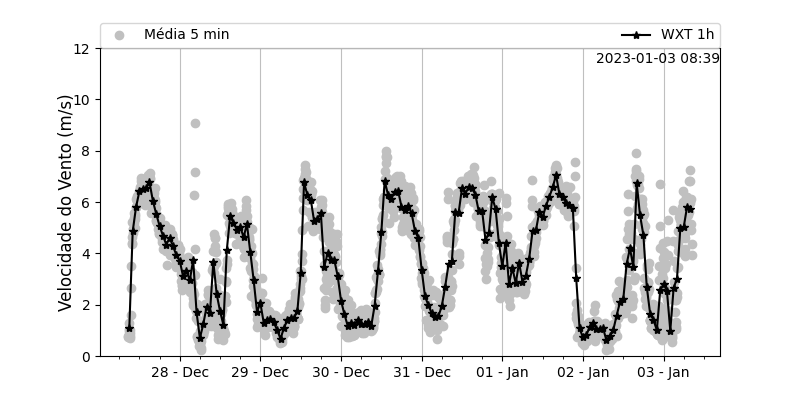 Média 5 min
WXT 1h
2023-01-03 08:39
Velocidade do Vento (m/s)
12
10
8
6
4
2
0
28 - Dec
29 - Dec
30 - Dec
31 - Dec
01 - Jan
02 - Jan
03 - Jan